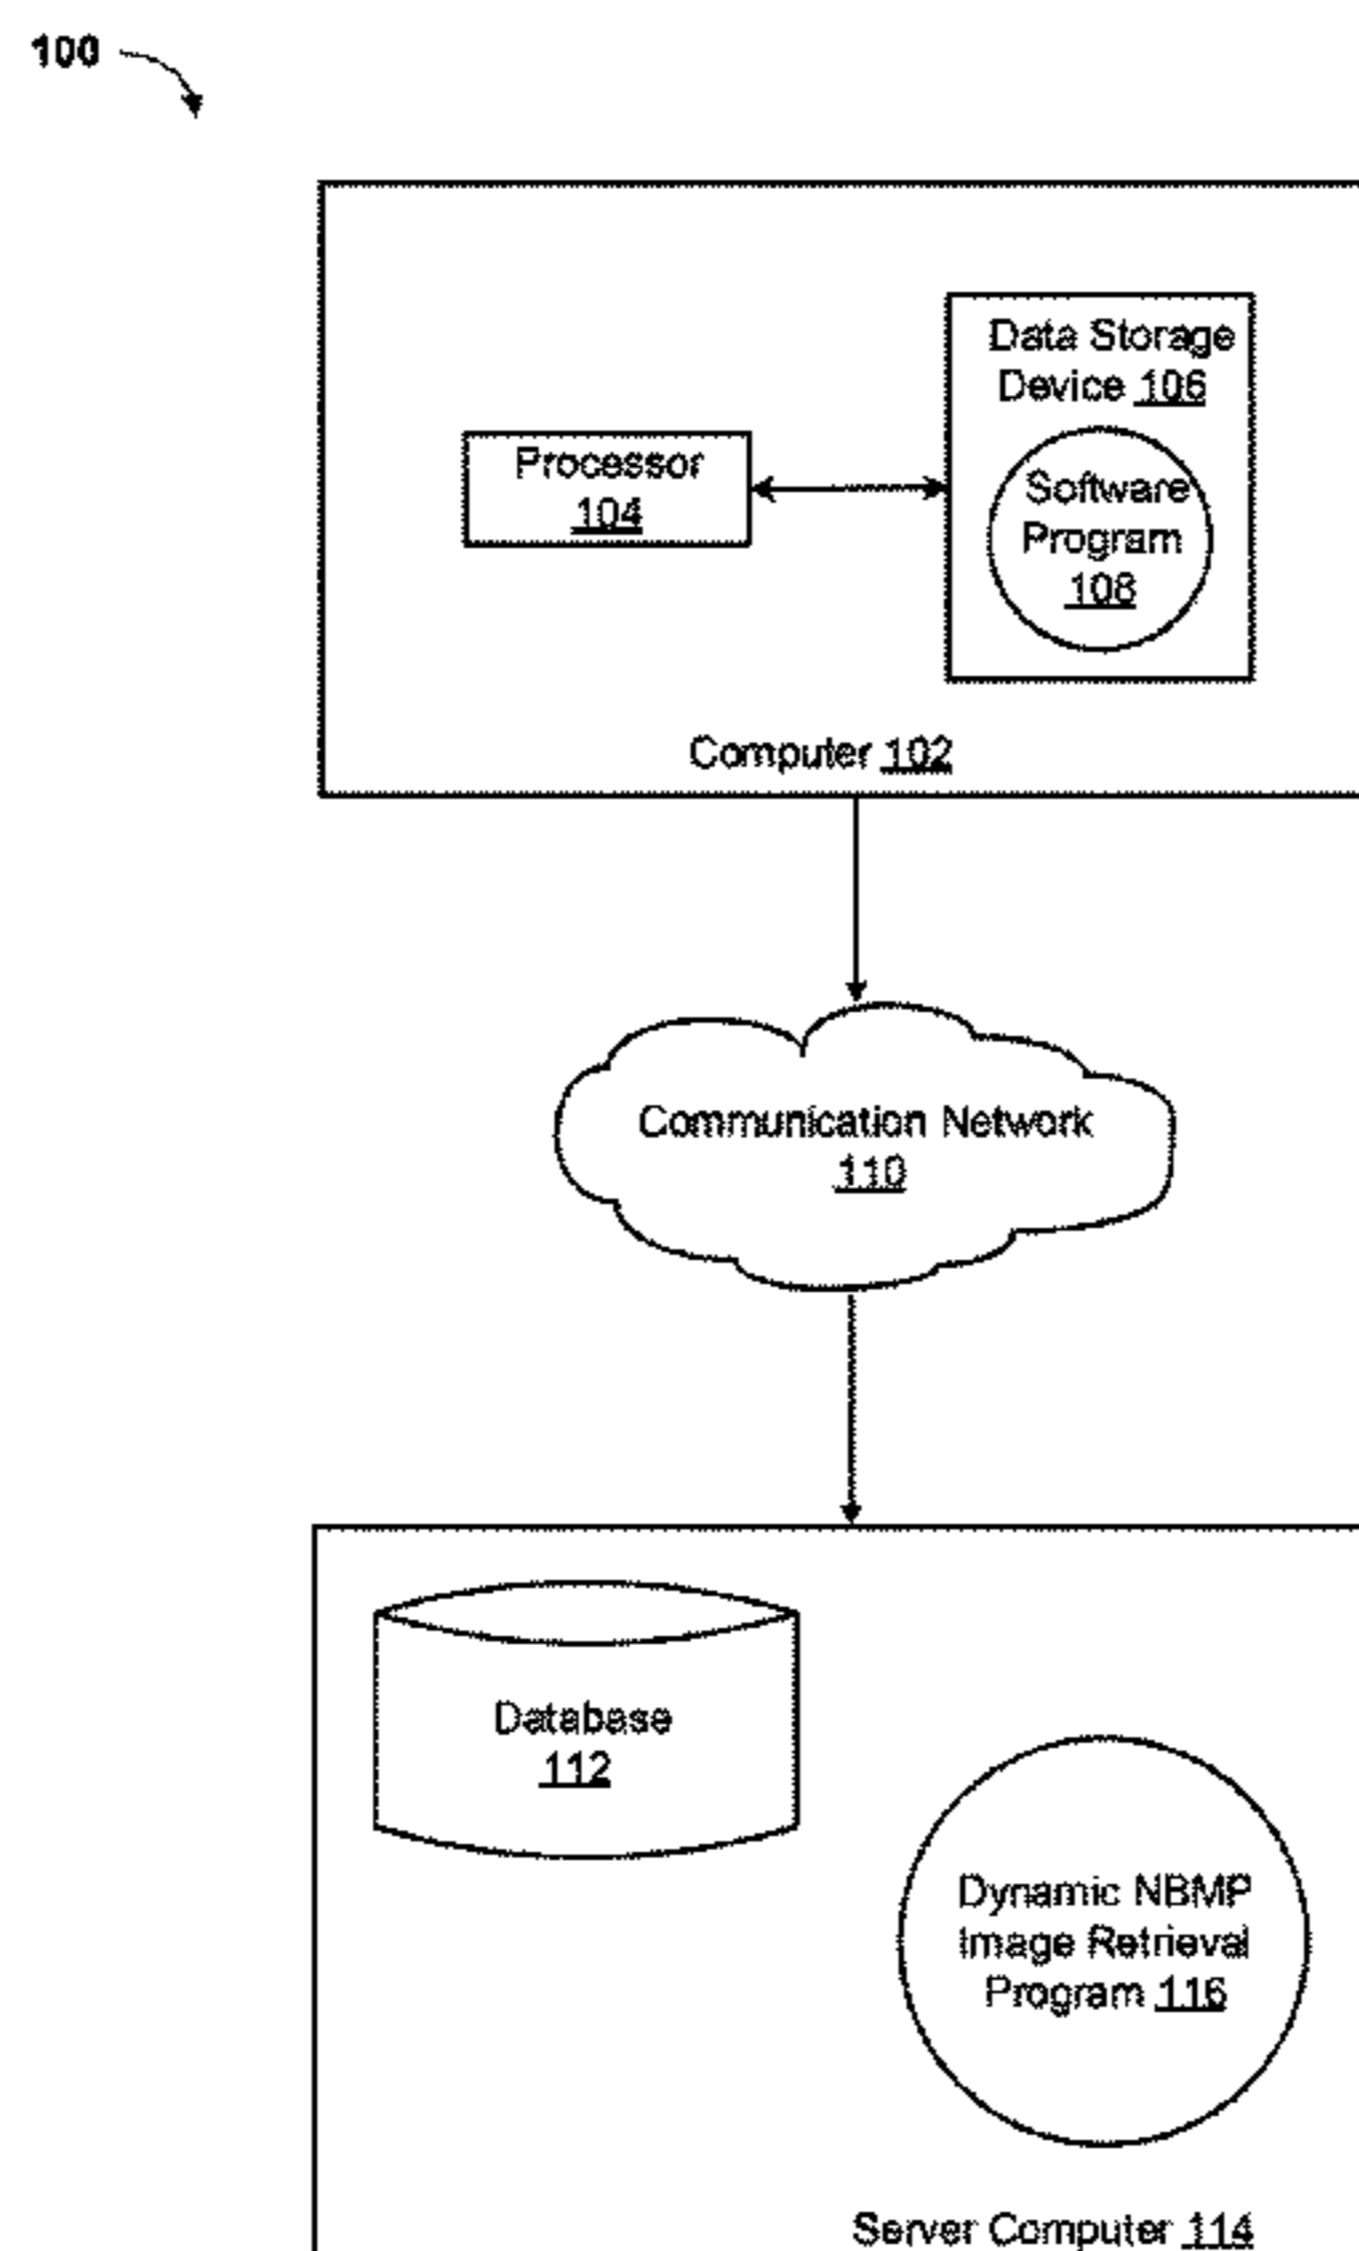 100
Data Storage
Device 106
Processor
104
Software
Program
108
Computer 102
Communication Network
110
Database
112
Dynamic NBMP
Image Retrieval
Program 116
Server Computer 114